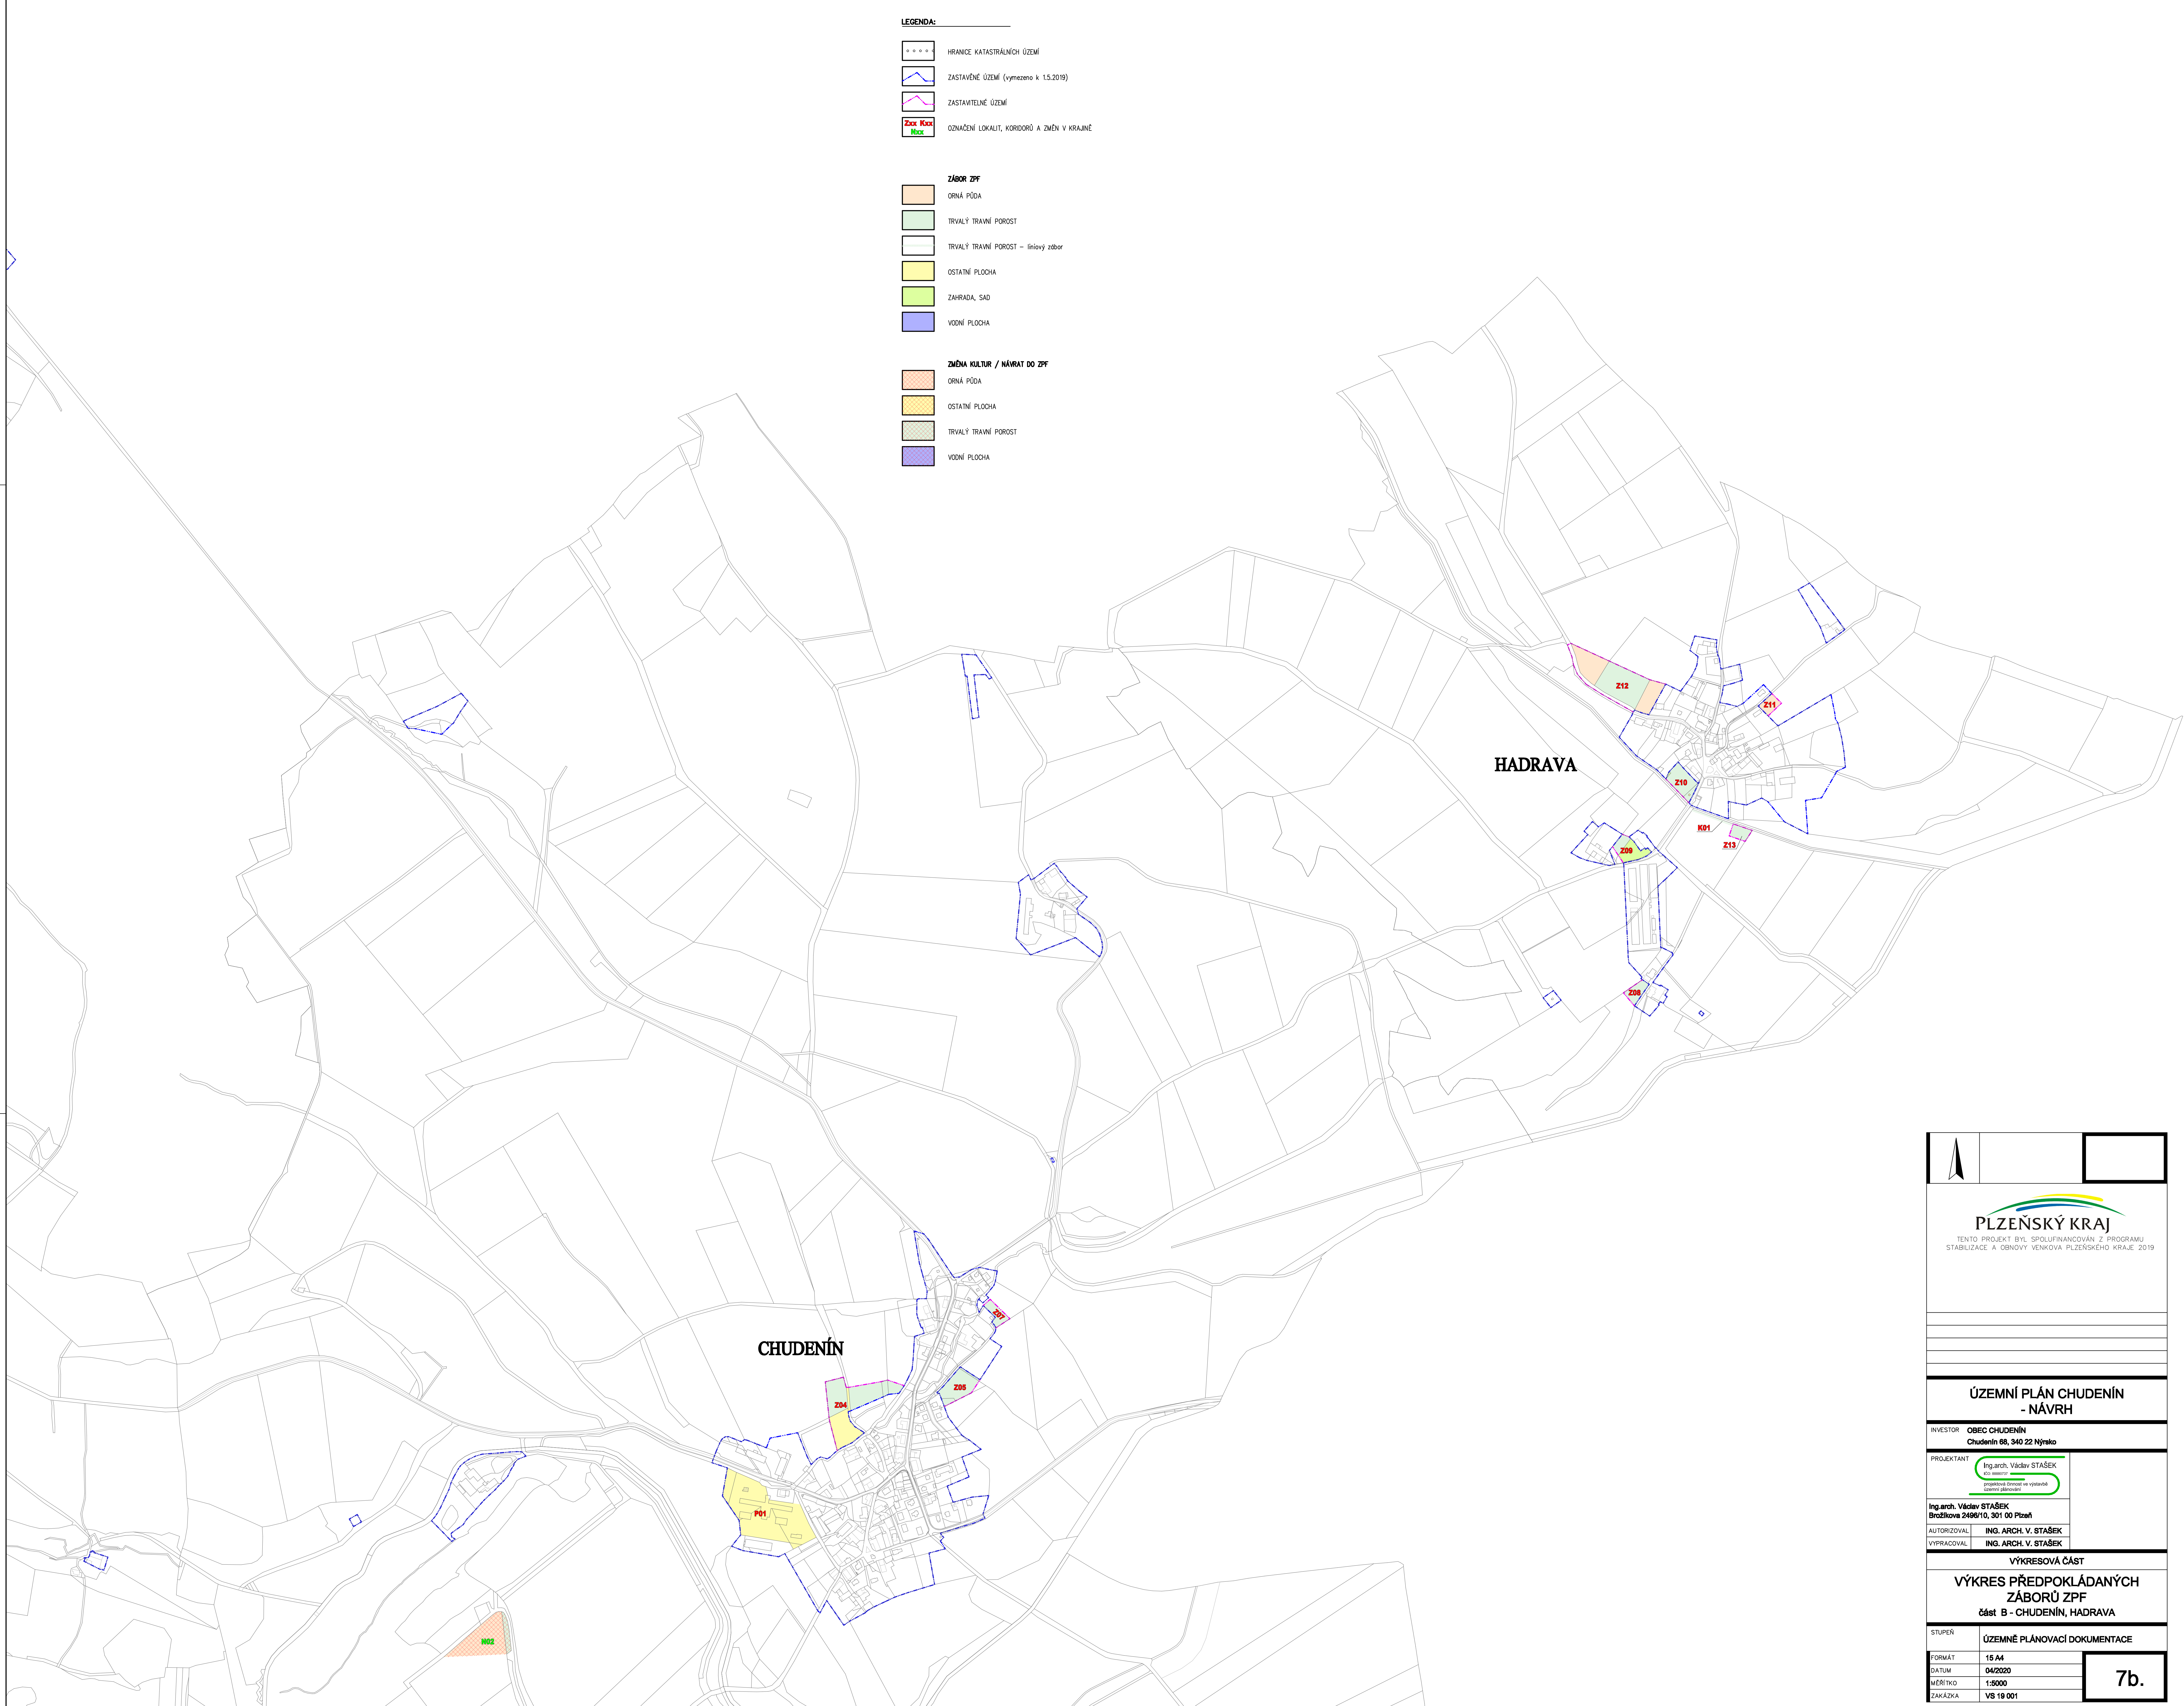 LEGENDA:
HRANICE KATASTRÁLNÍCH ÚZEMÍ
ZASTAVĚNÉ ÚZEMÍ (vymezeno k 1.5.2019)
ZASTAVITELNÉ ÚZEMÍ
Zxx Kxx
Nxx
OZNAČENÍ LOKALIT, KORIDORŮ A ZMĚN V KRAJINĚ
ZÁBOR ZPF
ORNÁ PŮDA
TRVALÝ TRAVNÍ POROST
TRVALÝ TRAVNÍ POROST – liniový zábor
OSTATNÍ PLOCHA
ZAHRADA, SAD
VODNÍ PLOCHA
ZMĚNA KULTUR / NÁVRAT DO ZPF
ORNÁ PŮDA
OSTATNÍ PLOCHA
TRVALÝ TRAVNÍ POROST
VODNÍ PLOCHA
Z12
Z11
HADRAVA
Z10
K01
Z13
Z09
Z08
Z07
CHUDENÍN
Z05
Z04
P01
N02
PLZEŇSKÝ KRAJ
TENTO PROJEKT BYL SPOLUFINANCOVÁN Z PROGRAMU
STABILIZACE A OBNOVY VENKOVA PLZEŇSKÉHO KRAJE 2019
ÚZEMNÍ PLÁN CHUDENÍN
- NÁVRH
INVESTOR OBEC CHUDENÍN
Chudenín 68, 340 22 Nýrsko
PROJEKTANT
Ing.arch. Václav STAŠEK
projektová činnost ve výstavbě
územní plánování
Ing.arch. Václav STAŠEK
Brožíkova 2496/10, 301 00 Plzeň
AUTORIZOVAL ING. ARCH. V. STAŠEK
VYPRACOVAL ING. ARCH. V. STAŠEK
VÝKRESOVÁ ČÁST
VÝKRES PŘEDPOKLÁDANÝCH
ZÁBORŮ ZPF
část B - CHUDENÍN, HADRAVA
STUPEŇ
ÚZEMNĚ PLÁNOVACÍ DOKUMENTACE
FORMÁT 15 A4
DATUM 04/2020
MĚŘÍTKO 1:5000
ZAKÁZKA VS 19 001
7b.